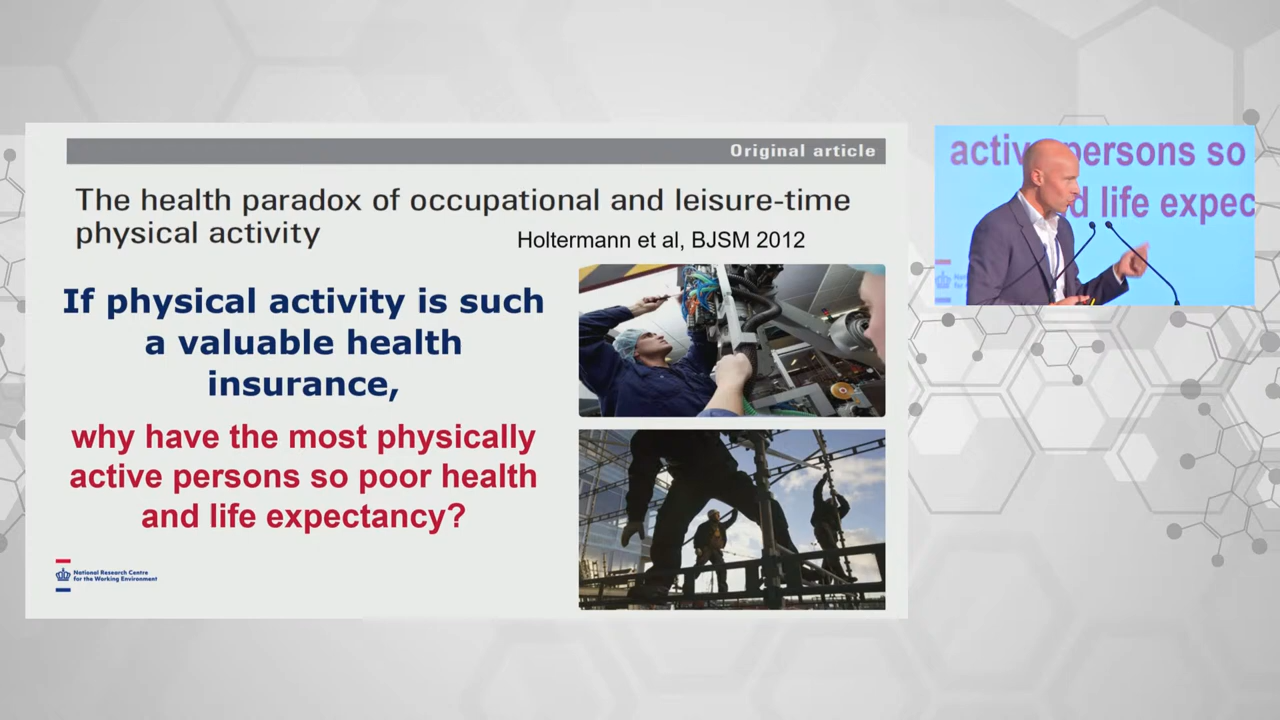 Original article
The health paradox of occupational and leisure-time
physical activity
Holtermann et al, BJSM 2012
If physical activity is such
a valuable health
insurance,
why have the most physically
active persons so poor health
and life expectancy?
National Research Centre
for the Working Environment
activ persons so
d life expec